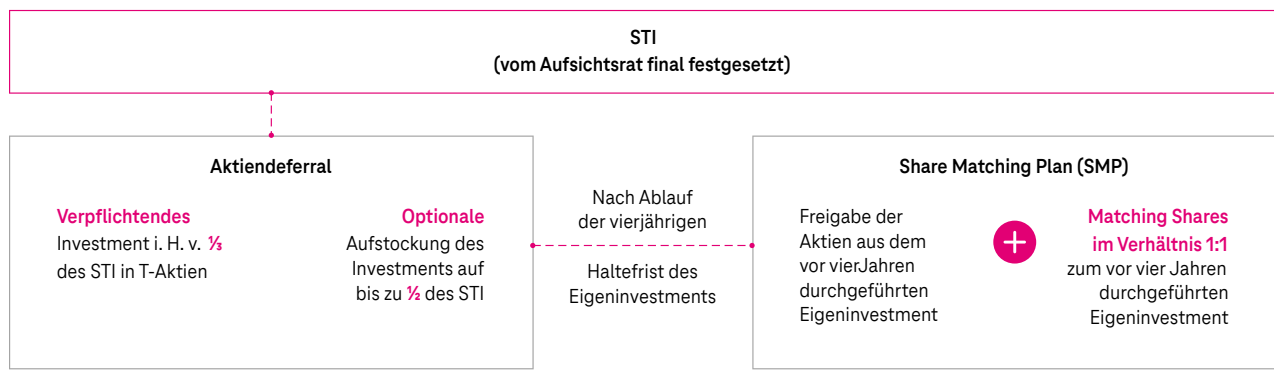 STI
(vom Aufsichtsrat final festgesetzt)
Aktiendeferral
Verpflichtendes
Investment i. H. v. ⅓
des STI in T-Aktien
Optionale
Aufstockung des
Investments auf
bis zu ½ des STI
Nach Ablauf
der vierjährigen
Haltefrist des
Eigeninvestments
Share Matching Plan (SMP)
Freigabe der
Aktien aus dem
vor vierJahren
durchgeführten
Eigeninvestment
+
Matching Shares
im Verhältnis 1:1
zum vor vier Jahren
durchgeführten
Eigeninvestment